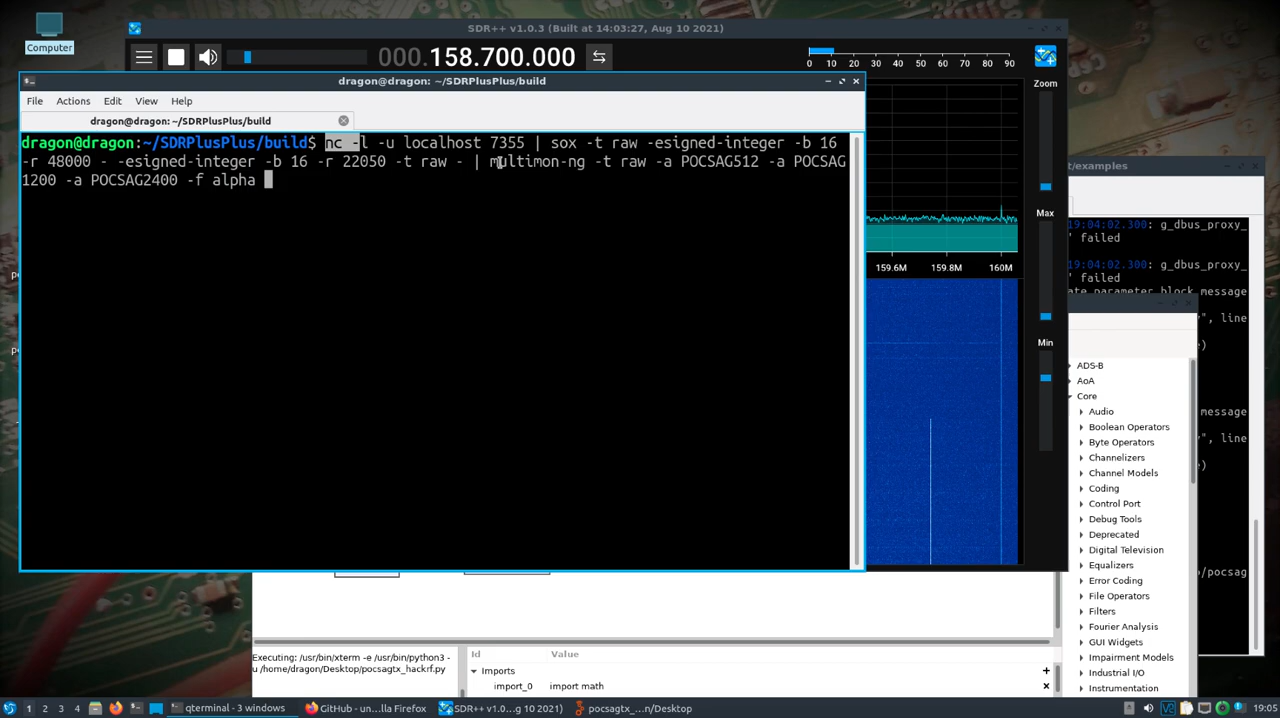 Computer
SDR++ v1.0.3 (Built at 14:03:27, Aug 10 2021)
000.158.700.000
0 10 20 30 40 50 60 70 80 90
Zoom
Max
Min
159.6M 159.8M 160M
dragon@dragon: ~/SDRPlusPlus/build
File Actions Edit View Help
dragon@dragon: ~/SDRPlusPlus/build
dragon@dragon:~/SDRPlusPlus/build$ nc -l -u localhost 7355 | sox -t raw -esigned-integer -b 16
-r 48000 - -esigned-integer -b 16 -r 22050 -t raw - | multimon-ng -t raw -a POCSAG512 -a POCSAG
1200 -a POCSAG2400 -f alpha
t/examples
19:04:02.300: g_dbus_proxy_
' failed
19:04:02.300: g_dbus_proxy_
' failed
ate parameter block message
", line
)
message
", line
)
/pocsag
ADS-B
AoA
Core
Audio
Boolean Operators
Byte Operators
Channelizers
Channel Models
Coding
Control Port
Debug Tools
Deprecated
Digital Television
Equalizers
Error Coding
File Operators
Filters
Fourier Analysis
GUI Widgets
Impairment Models
Industrial I/O
Instrumentation
Executing: /usr/bin/xterm -e /usr/bin/python3 -
u /home/dragon/Desktop/pocsagtx_hackrf.py
Id Value
Imports
import_0 import math
1 2 3 4
qterminal - 3 windows
GitHub - un...lla Firefox
SDR++ v1.0....g 10 2021)
pocsagtx_...n/Desktop
19:05